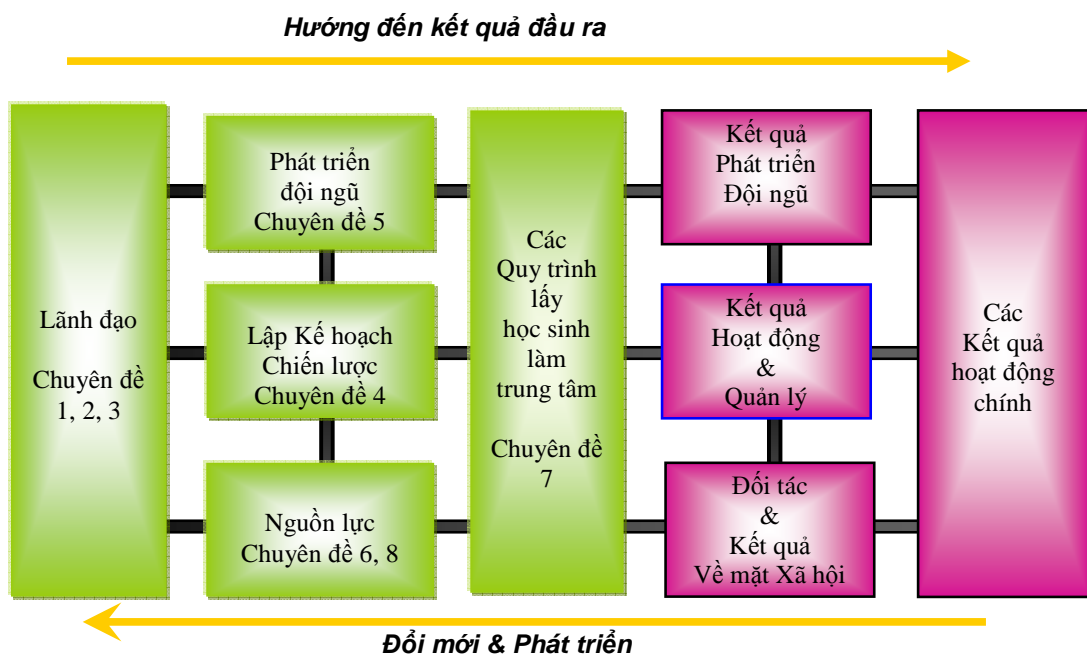 Hướng đến kết quả đầu ra
Lãnh đạo
Chuyên đề
1, 2, 3
Phát triển
đội ngũ
Chuyên đề 5
Lập Kế hoạch
Chiến lược
Chuyên đề 4
Nguồn lực
Chuyên đề 6, 8
Các
Quy trình
lấy
học sinh
làm
trung tâm
Chuyên đề
7
Kết quả
Phát triển
Đội ngũ
Kết quả
Hoạt động
&
Quản lý
Đối tác
&
Kết quả
Về mặt Xã hội
Các
Kết quả
hoạt động
chính
Đổi mới & Phát triển